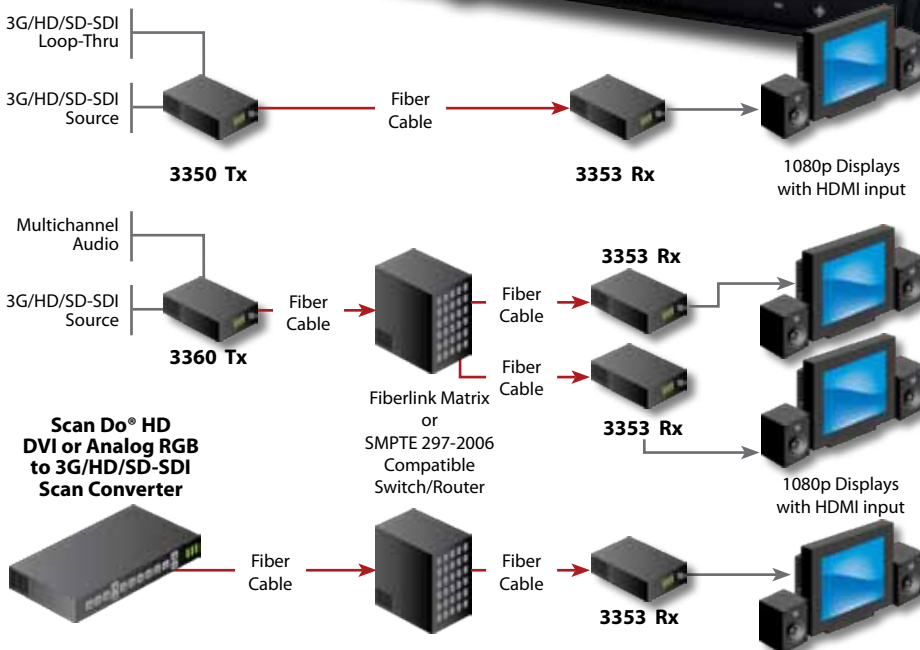 3G/HD/SD-SDI
Loop-Thru
3G/HD/SD-SDI
Source
Fiber
Cable
3350 Tx
3353 Rx
1080p Displays
with HDMI input
Multichannel
Audio
3G/HD/SD-SDI
Source
3360 Tx
Fiber
Cable
Fiberlink Matrix
or
SMPTE 297-2006
Compatible
Switch/Router
Fiber
Cable
3353 Rx
Fiber
Cable
3353 Rx
1080p Displays
with HDMI input
Scan Do® HD
DVI or Analog RGB
to 3G/HD/SD-SDI
Scan Converter
Fiber
Cable
Fiber
Cable
3353 Rx